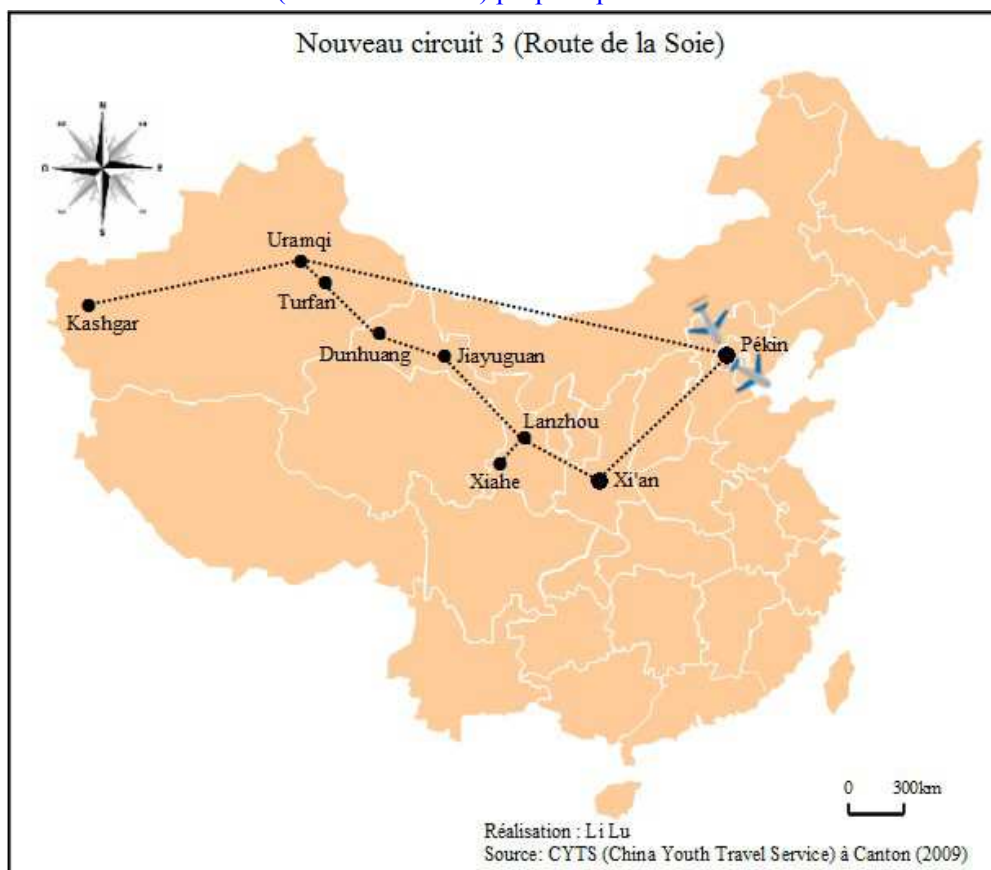 Nouveau circuit 3 (Route de la Soie)
N
O
E
S
Uramqi
Turfan
Kashgar
Dunhuang
Jiayuguan
Pékin
Lanzhou
Xiahe
Xi'an
0 300km
Réalisation : Li Lu
Source: CYTS (China Youth Travel Service) à Canton (2009)